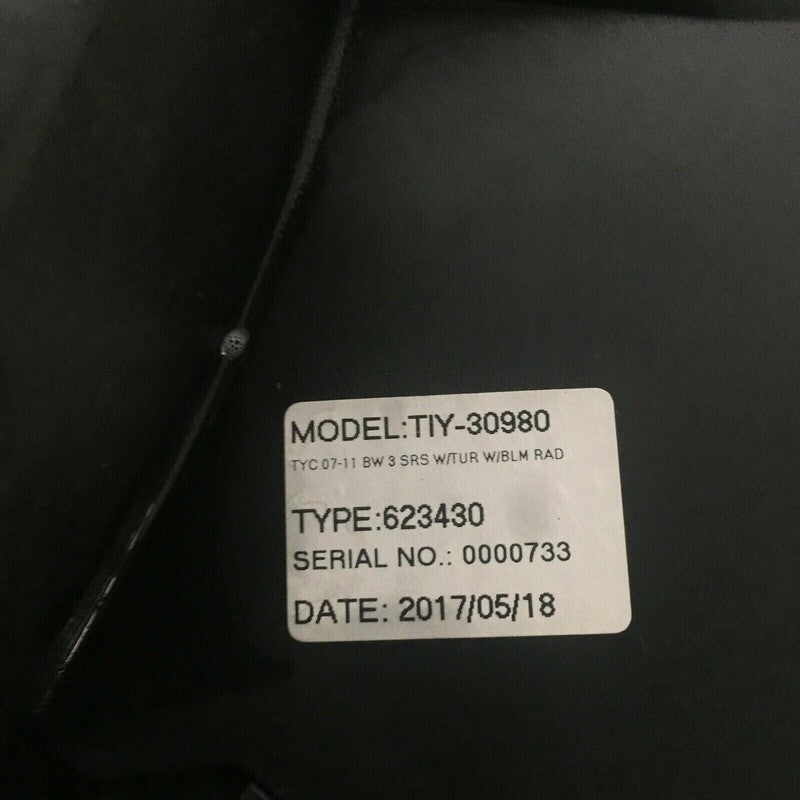 MODEL:TIY-30980
TYC 07-11 BW 3 SRS W/TUR W/BLM RAD
TYPE:623430
SERIAL NO.: 0000733
DATE: 2017/05/18